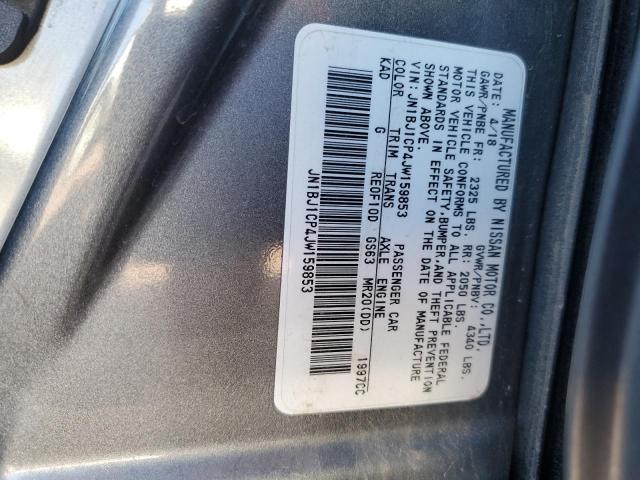 MANUFACTURED BY NISSAN MOTOR CO.,LTD.
DATE: 4/18 GVWR/PNBV: 4340 LBS.
GAWR/PNBE FR: 2325 LBS. RR: 2050 LBS.
THIS VEHICLE CONFORMS TO ALL APPLICABLE FEDERAL
MOTOR VEHICLE SAFETY,BUMPER,AND THEFT PREVENTION
STANDARDS IN EFFECT ON THE DATE OF MANUFACTURE
SHOWN ABOVE.
VIN:JN1BJ1CP4JW159853 PASSENGER CAR
COLOR TRIM TRANS AXLE ENGINE
KAD G RE0F10D GS63 MR20(DD) 1997CC
JN1BJ1CP4JW159853